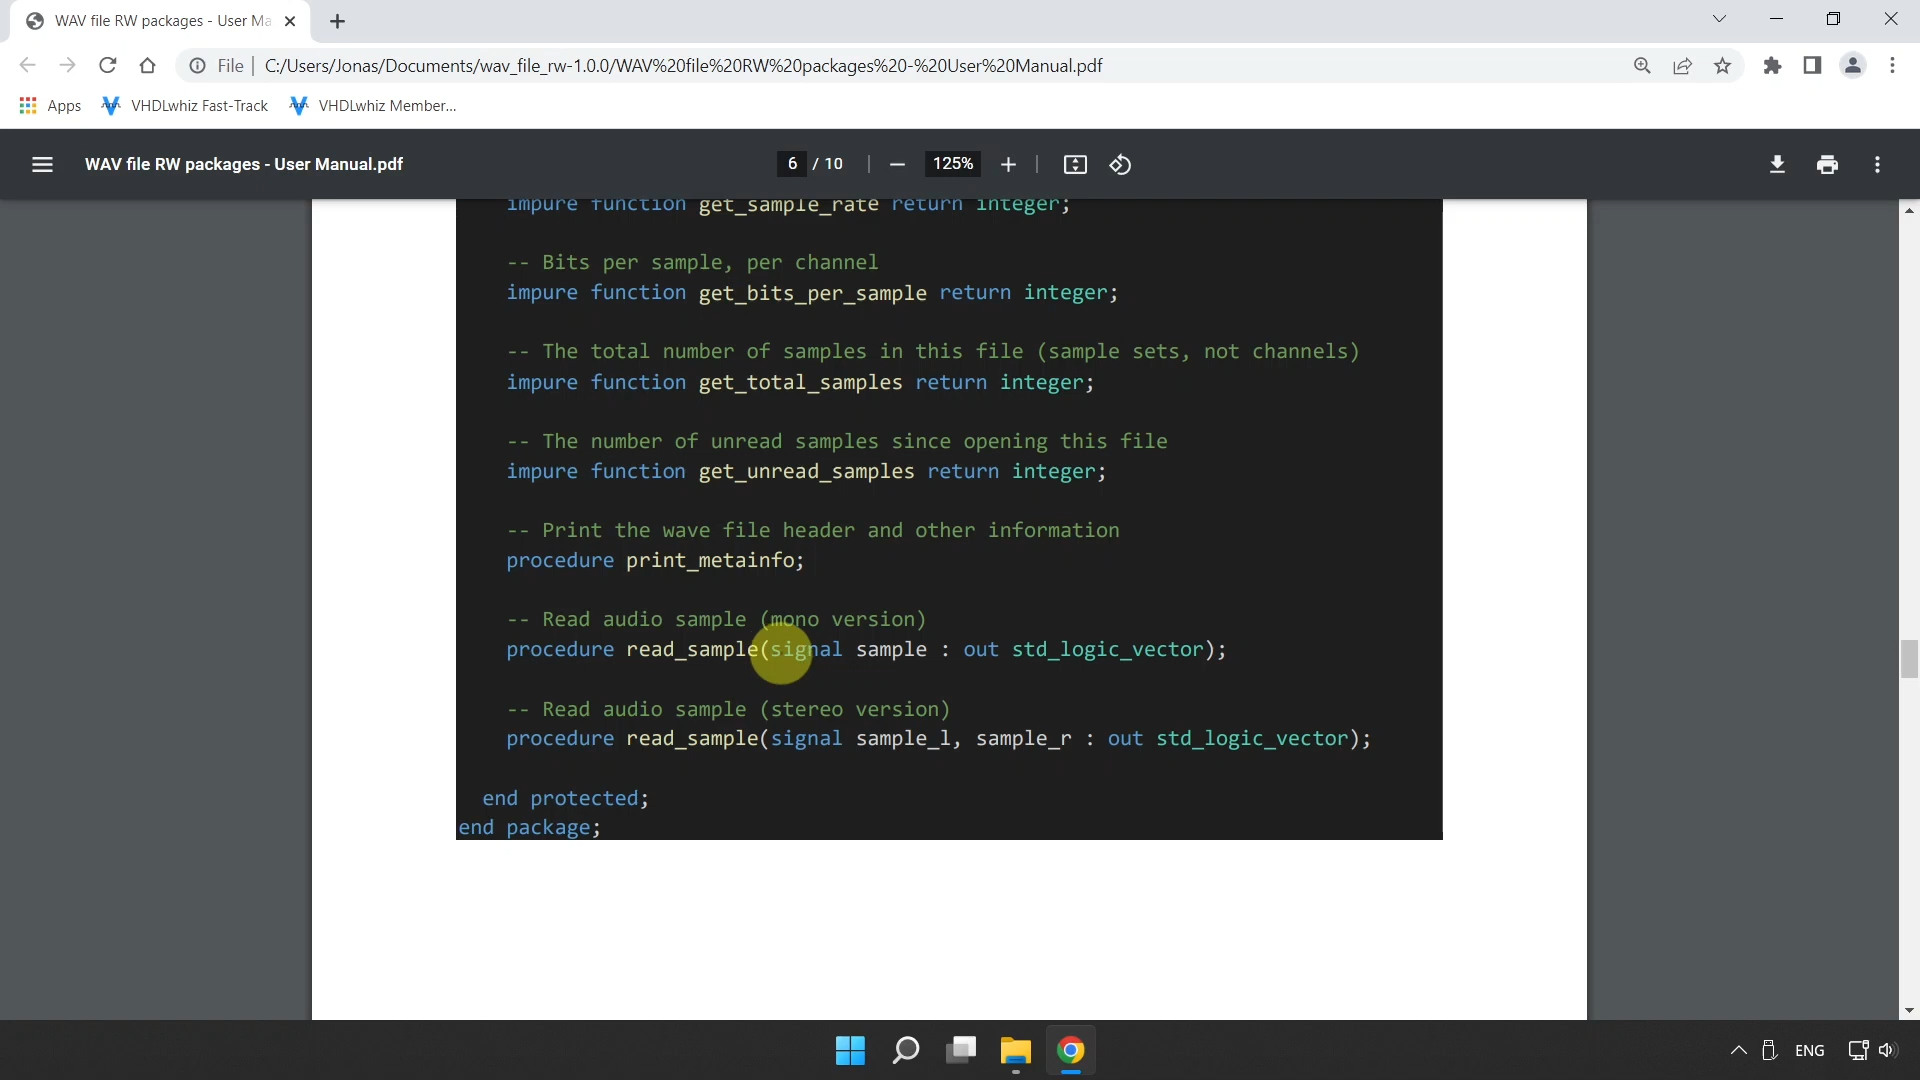 WAV file RW packages - User Ma
File | C:/Users/Jonas/Documents/wav_file_rw-1.0.0/WAV%20file%20RW%20packages%20-%20User%20Manual.pdf
Apps VHDLwhiz Fast-Track VHDLwhiz Member...
WAV file RW packages - User Manual.pdf 6 / 10 125%
impure function get_sample_rate return integer;
-- Bits per sample, per channel
impure function get_bits_per_sample return integer;
-- The total number of samples in this file (sample sets, not channels)
impure function get_total_samples return integer;
-- The number of unread samples since opening this file
impure function get_unread_samples return integer;
-- Print the wave file header and other information
procedure print_metainfo;
-- Read audio sample (mono version)
procedure read_sample(signal sample : out std_logic_vector);
-- Read audio sample (stereo version)
procedure read_sample(signal sample_l, sample_r : out std_logic_vector);
end protected;
end package;
ENG